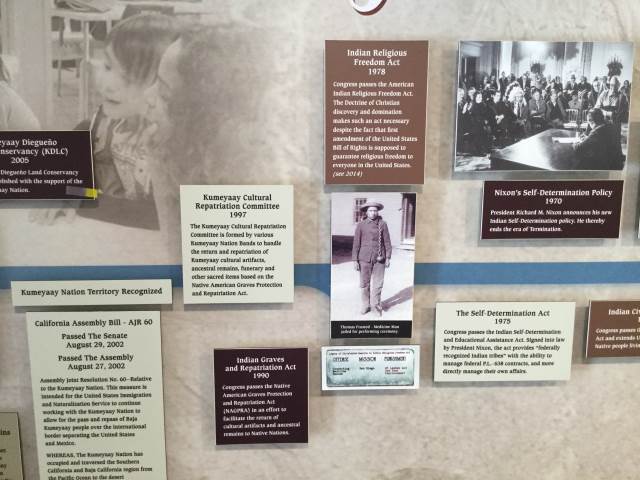 Indian Religious
Freedom Act
1978
Congress passes the American
Indian Religious Freedom Act.
The Doctrine of Christian
discovery and domination
makes such an act necessary
despite the fact that first
amendment of the United States
Bill of Rights is supposed to
guarantee religious freedom to
everyone in the United States.
(see 2014)
Nixon's Self-Determination Policy
1970
President Richard M. Nixon announces his new
Indian Self-Determination policy. He thereby
ends the era of Termination.
eyaay Diegueño
onservancy (KDLC)
2005
Diegueño Land Conservancy
blished with the support of the
aay Nation.
Kumeyaay Cultural
Repatriation Committee
1997
The Kumeyaay Cultural Repatriation
Committee is formed by various
Kumeyaay Nation Bands to handle
the return and repatriation of
Kumeyaay cultural artifacts,
ancestral remains, funerary and
other sacred items based on the
Native American Graves Protection
and Repatriation Act.
Kumeyaay Nation Territory Recognized
California Assembly Bill - AJR 60
Passed The Senate
August 29, 2002
Passed The Assembly
August 27, 2002
Assembly Joint Resolution No. 60-Relative
to the Kumeyaay Nation. This measure is
intended for the United States Immigration
and Naturalization Service to continue
working with the Kumeyaay Nation to
allow for the pass and repass of Baja
Kumeyaay people over the international
border separating the United States
and Mexico.
WHEREAS, The Kumeyaay Nation has
occupied and traversed the Southern
California and Baja California region from
the Pacific Ocean to the desert
Indian Graves
and Repatriation Act
1990
Congress passes the Native
American Graves Protection
and Repatriation Act
(NAGPRA) in an effort to
facilitate the return of
cultural artifacts and ancestral
remains to Native Nations.
Medicine Man
jailed for performing ceremony
OFFENSE MISSION PUNISHMENT
San Diego
The Self-Determination Act
1975
Congress passes the Indian Self-Determination
and Educational Assistance Act. Signed into law
by President Nixon, the act provides "federally
recognized Indian tribes" with the ability to
manage federal P.L. -638 contracts, and more
directly manage their own affairs.
Indian Civ
Congress passes t
Act and extends U
Native people livin